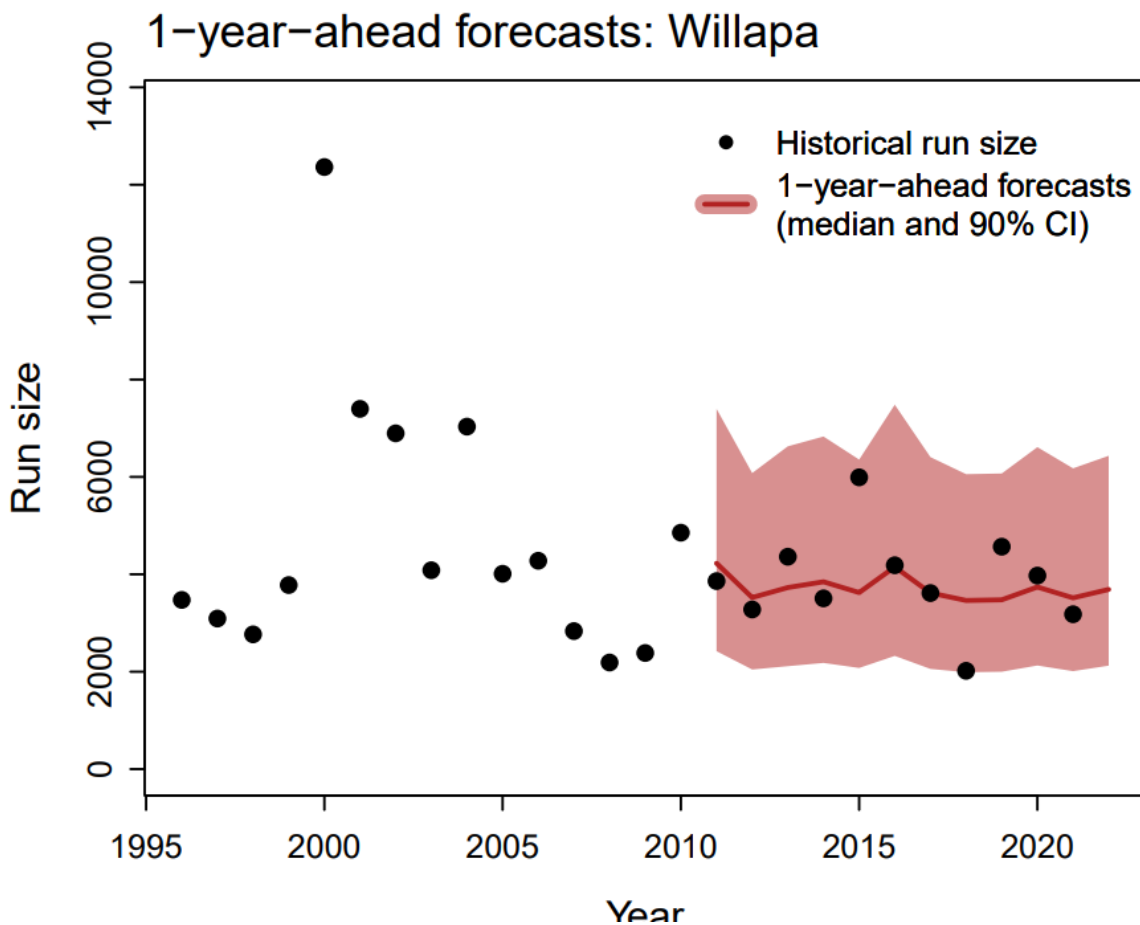 1−year−ahead forecasts: Willapa
14000
10000
6000
2000
0
Run size
Historical run size
1−year−ahead forecasts
(median and 90% CI)
1995 2000 2005 2010 2015 2020
Year